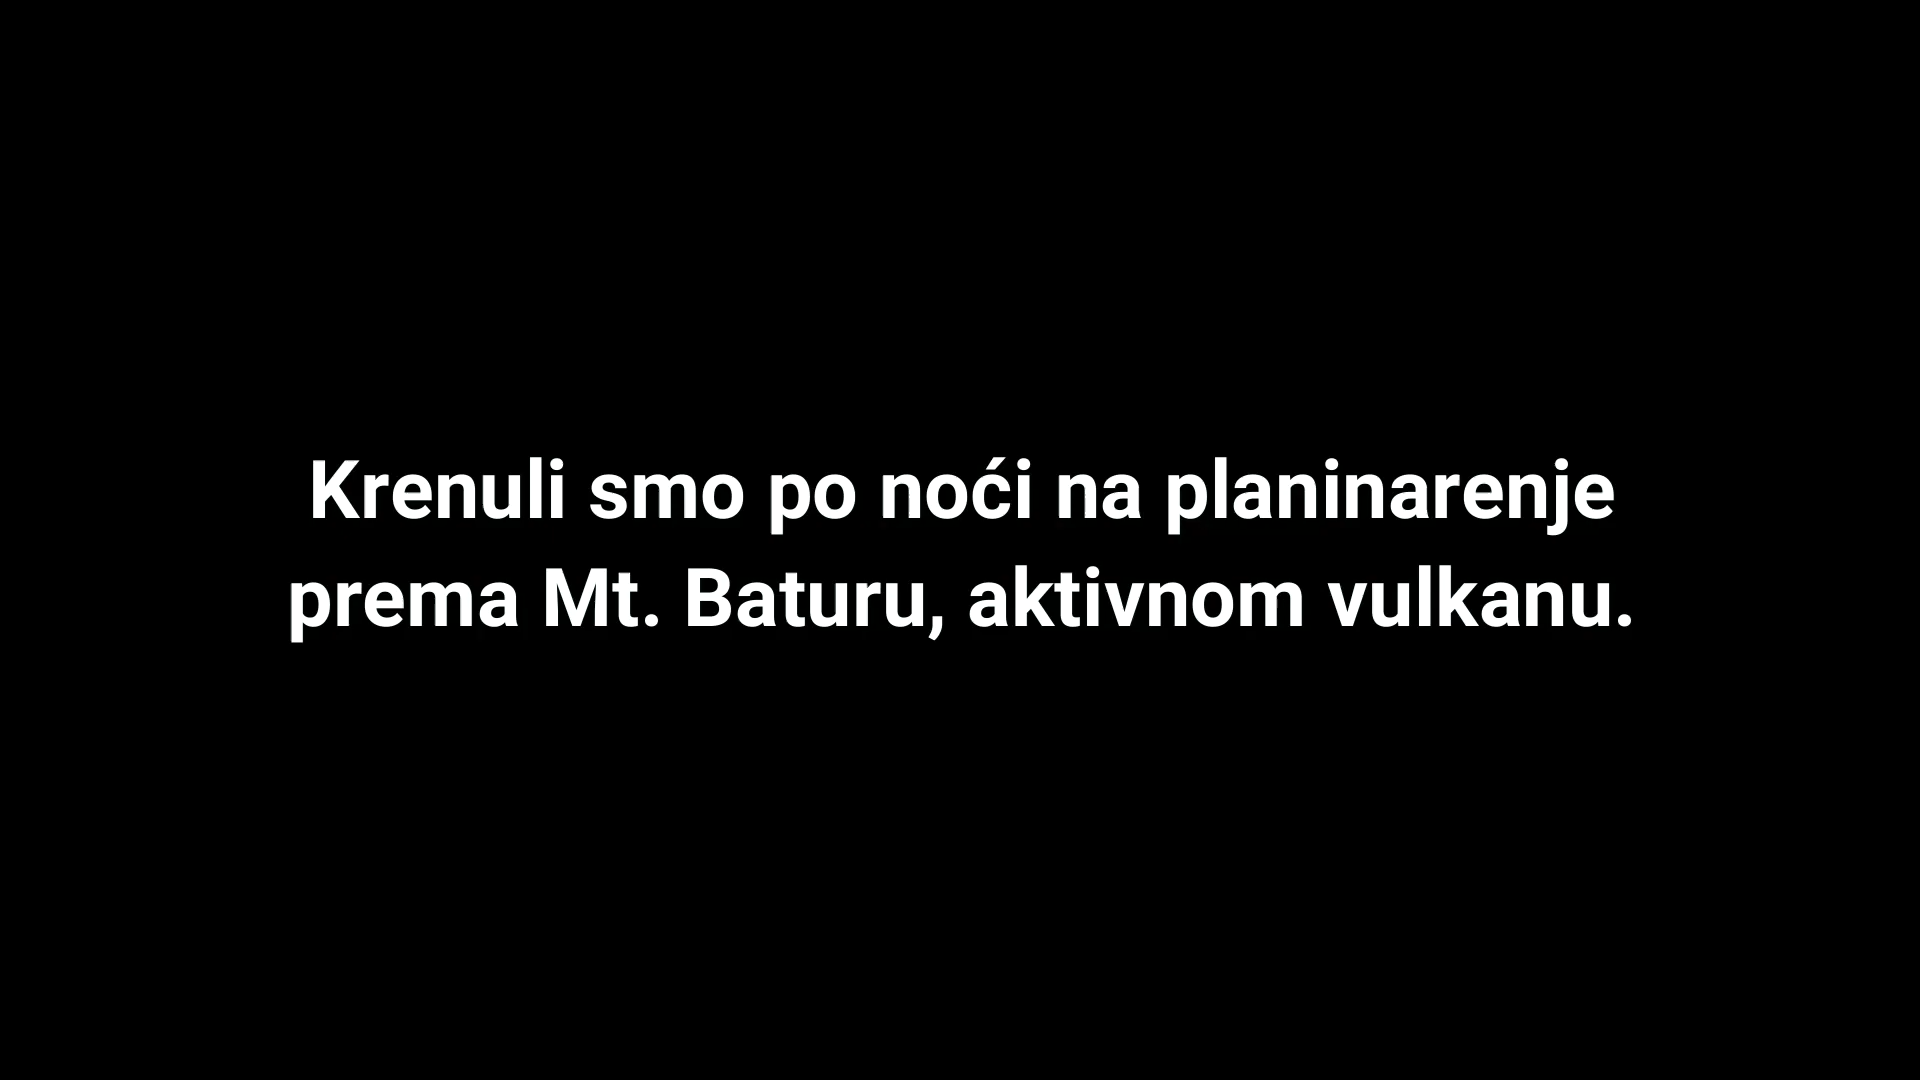 Krenuli smo po noći na planinarenje
prema Mt. Baturu, aktivnom vulkanu.